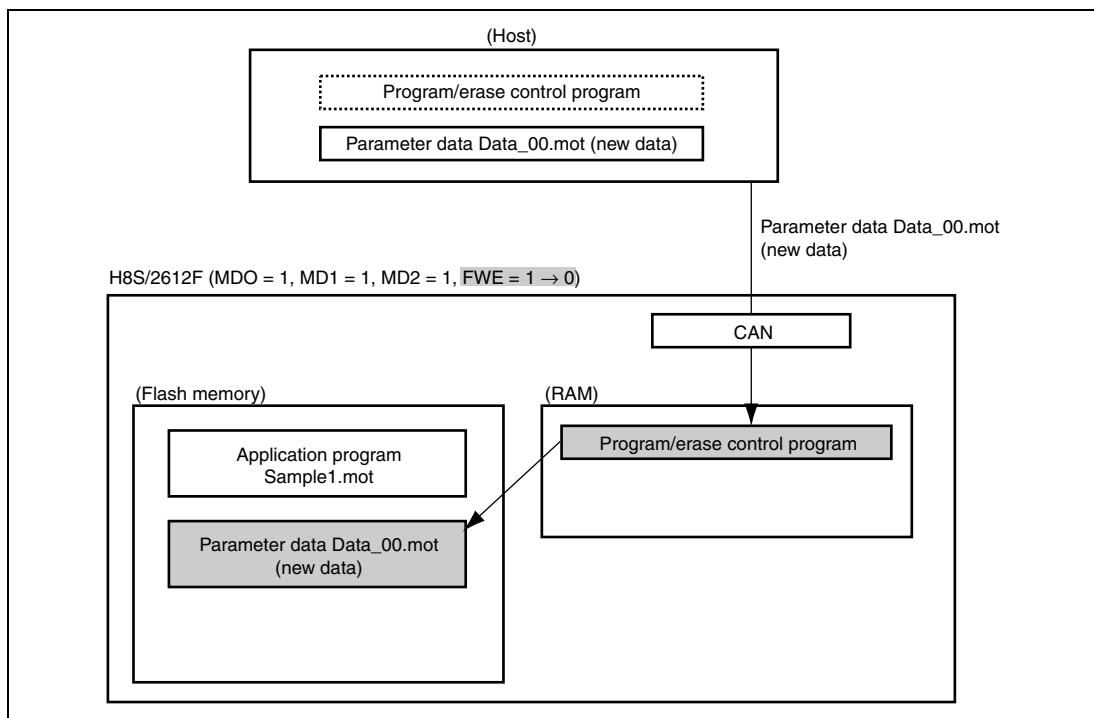 (Host)
Program/erase control program
Parameter data Data_00.mot (new data)
Parameter data Data_00.mot
(new data)
H8S/2612F (MDO = 1, MD1 = 1, MD2 = 1, FWE = 1 → 0)
CAN
(Flash memory)
(RAM)
Application program
Sample1.mot
Program/erase control program
Parameter data Data_00.mot
(new data)